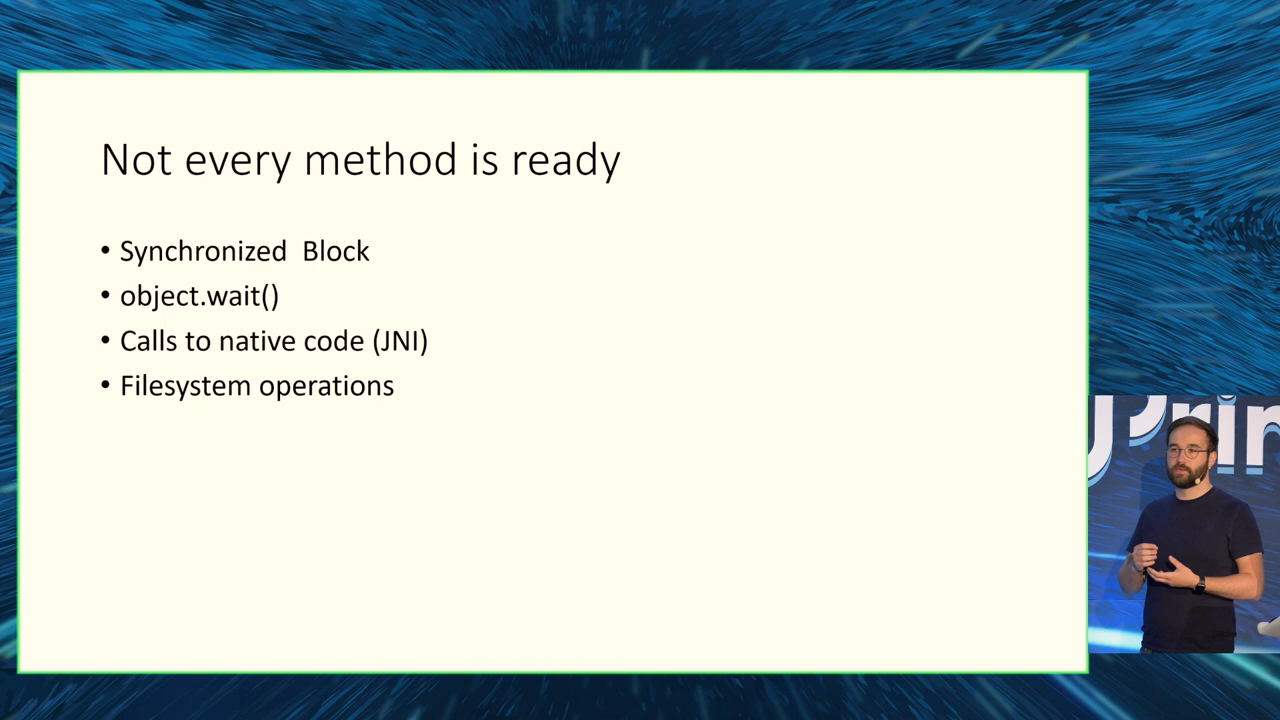 Not every method is ready
• Synchronized  Block
• object.wait()
• Calls to native code (JNI)
• Filesystem operations